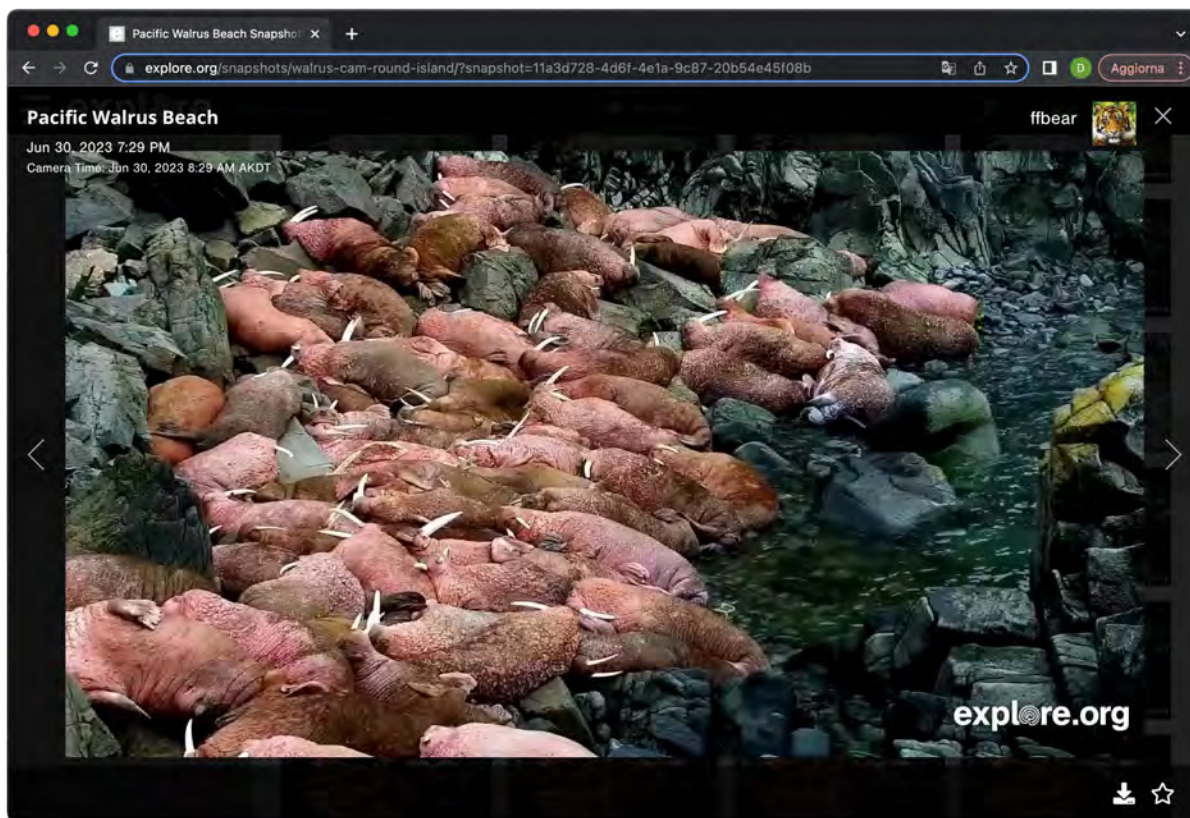 Pacific Walrus Beach Snapsho
explore.org/snapshots/walrus-cam-round-island/?snapshot=11a3d728-4d6f-4e1a-9c87-20b54e45f08b
D
Aggiorna
Pacific Walrus Beach
ffbear
Jun 30, 2023 7:29 PM
Camera Time: Jun 30, 2023 8:29 AM AKDT
explore.org